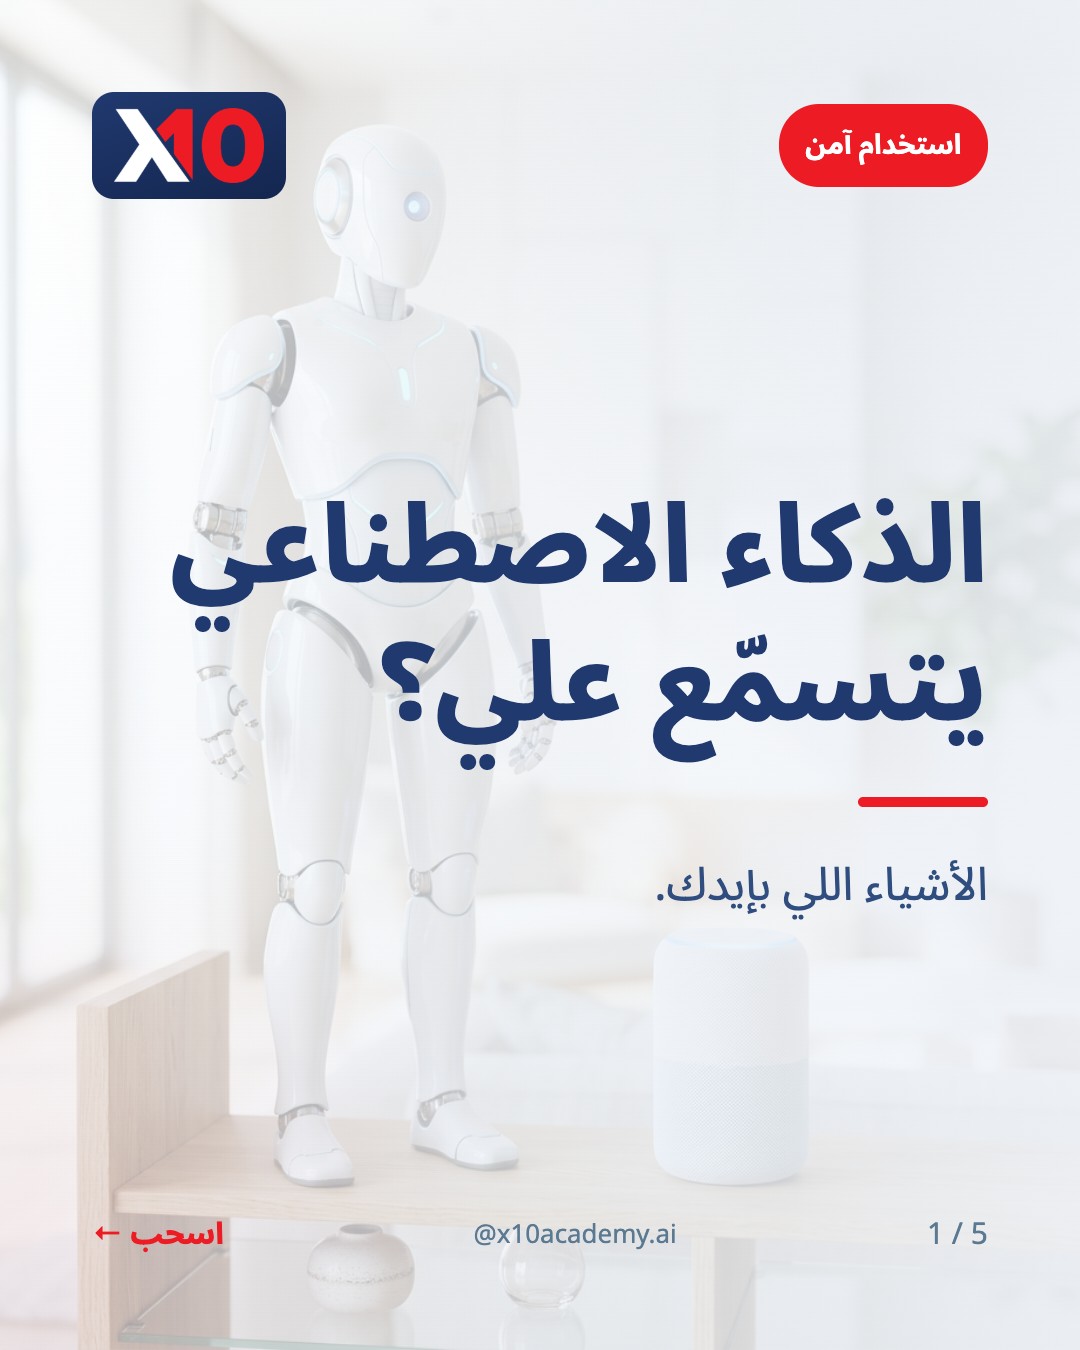 X10
استخدام آمن
الذكاء الاصطناعي
يتسمّع علي؟
الأشياء اللي بإيدك.
1 / 5
@x10academy.ai
اسحب ←